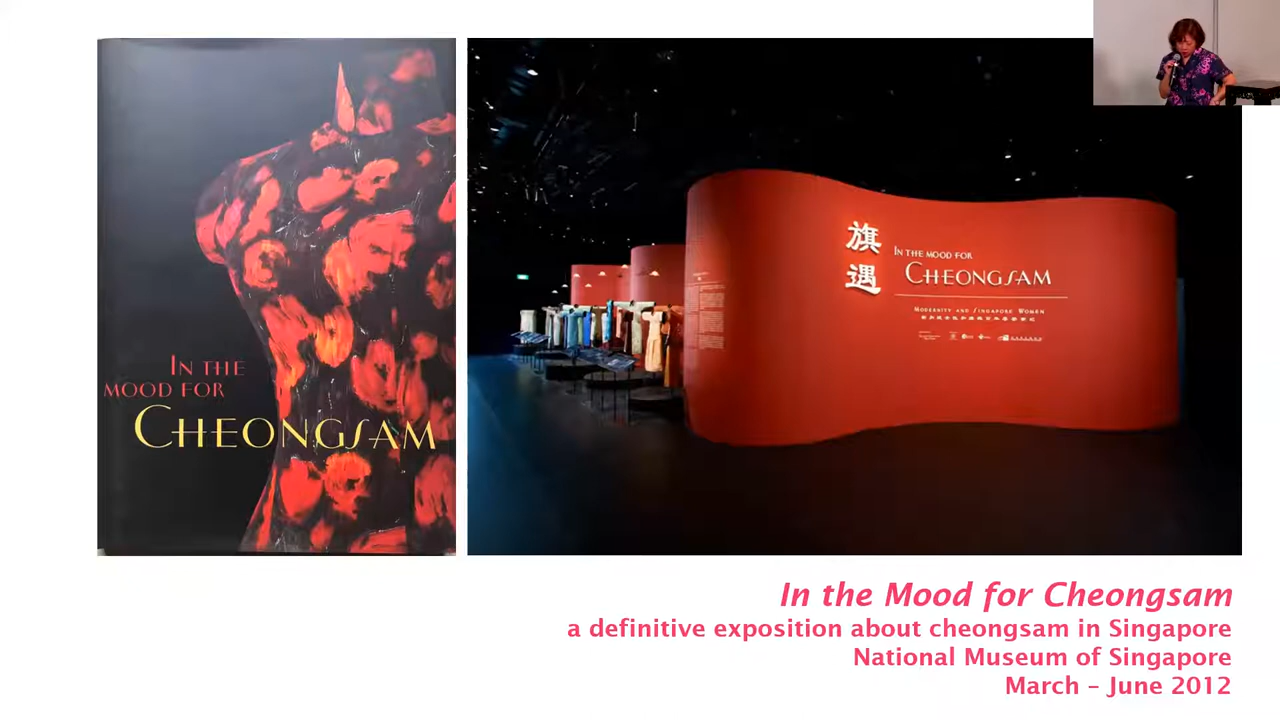 IN THE
MOOD FOR
CHEONGSAM
旗
遇
IN THE MOOD FOR
CHEONGSAM
MODERNITY AND SINGAPORE WOMEN
In the Mood for Cheongsam
a definitive exposition about cheongsam in Singapore
National Museum of Singapore
March – June 2012